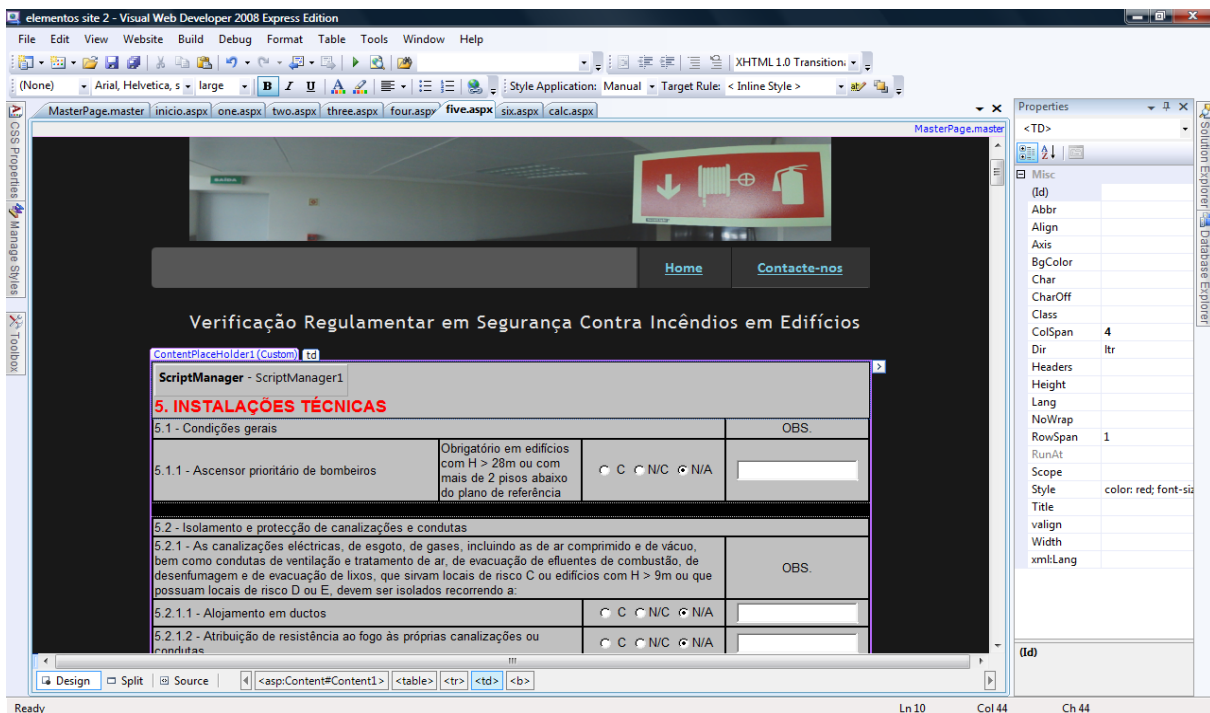 elementos site 2 - Visual Web Developer 2008 Express Edition
File Edit View Website Build Debug Format Table Tools Window Help
XHTML 1.0 Transition
(None) Arial, Helvetica, s large B I U Style Application: Manual Target Rule: < Inline Style >
MasterPage.master inicio.aspx one.aspx two.aspx three.aspx four.aspx five.aspx six.aspx calc.aspx
MasterPage.master
CSS Properties
Manage Styles
Toolbox
Home Contacte-nos
Verificação Regulamentar em Segurança Contra Incêndios em Edifícios
ContentPlaceHolder1 (Custom) td
ScriptManager - ScriptManager1
5. INSTALAÇÕES TÉCNICAS
5.1 - Condições gerais OBS.
5.1.1 - Ascensor prioritário de bombeiros
Obrigatório em edifícios
com H > 28m ou com
mais de 2 pisos abaixo
do plano de referência
C N/C N/A
5.2 - Isolamento e protecção de canalizações e condutas
5.2.1 - As canalizações eléctricas, de esgoto, de gases, incluindo as de ar comprimido e de vácuo,
bem como condutas de ventilação e tratamento de ar, de evacuação de efluentes de combustão, de
desenfumagem e de evacuação de lixos, que sirvam locais de risco C ou edifícios com H > 9m ou que
possuam locais de risco D ou E, devem ser isolados recorrendo a:
OBS.
5.2.1.1 - Alojamento em ductos C N/C N/A
5.2.1.2 - Atribuição de resistência ao fogo às próprias canalizações ou
condutas
C N/C N/A
Design Split Source <asp:Content#Content1> <table> <tr> <td> <b>
Ready Ln 10 Col 44 Ch 44
Properties
<TD>
Misc
(Id)
Abbr
Align
Axis
BgColor
Char
CharOff
Class
ColSpan 4
Dir ltr
Headers
Height
Lang
NoWrap
RowSpan 1
RunAt
Scope
Style color: red; font-siz
Title
valign
Width
xml:Lang
(Id)
Solution Explorer
Database Explorer